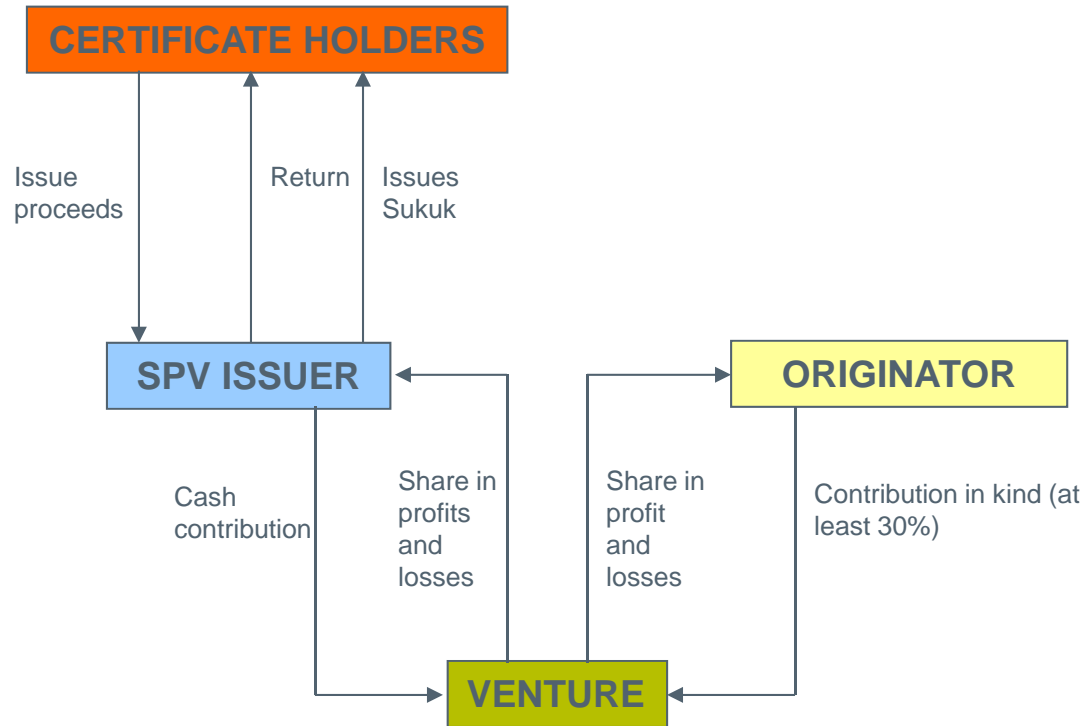 CERTIFICATE HOLDERS
Issue
proceeds
Return
Issues
Sukuk
SPV ISSUER
ORIGINATOR
Cash
contribution
Share in
profits
and
losses
Share in
profit
and
losses
Contribution in kind (at
least 30%)
VENTURE